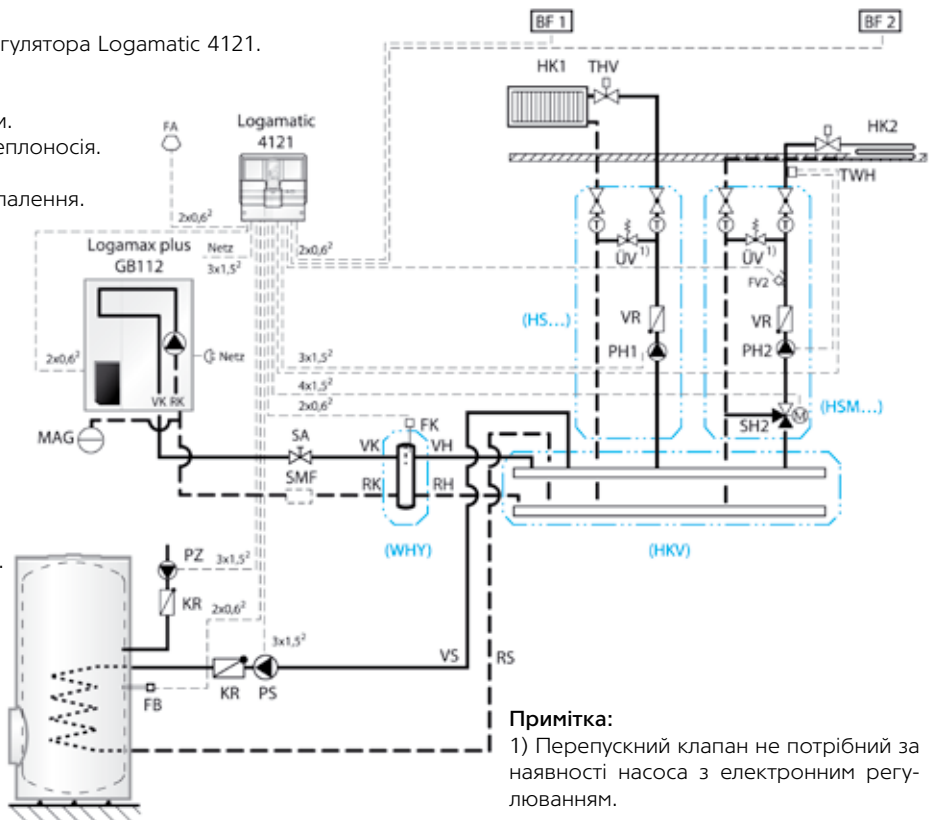 гулятора Logamatic 4121.
и.
еплоносія.
палення.
.
BF 1
BF 2
HK1 THV
HK2
FA
Logamatic
4121
TWH
2x0,6²
Logamax plus
GB112
Netz
3x1,5²
2x0,6²
ÜV 1)
ÜV 1)
FV2
(HS...)
VR
VR
2x0,6²
Netz
3x1,5²
PH1
PH2
4x1,5²
(HSM...)
VK RK
2x0,6²
M
SH2
FK
MAG
SA
VK
VH
SMF
RK
RH
(WHY)
(HKV)
PZ
3x1,5²
KR
2x0,6²
3x1,5²
VS
RS
KR
PS
FB
T
T
T
T
Примітка:
1) Перепускний клапан не потрібний за
наявності насоса з електронним регу-
люванням.